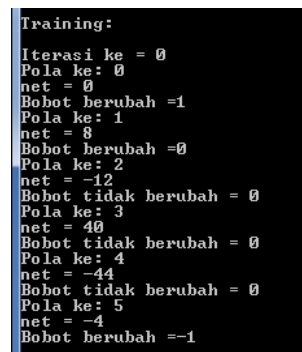 Training:
Iterasi ke = 0
Pola ke: 0
net = 0
Bobot berubah =1
Pola ke: 1
net = 8
Bobot berubah =0
Pola ke: 2
net = -12
Bobot tidak berubah = 0
Pola ke: 3
net = 40
Bobot tidak berubah = 0
Pola ke: 4
net = -44
Bobot tidak berubah = 0
Pola ke: 5
net = -4
Bobot berubah =-1